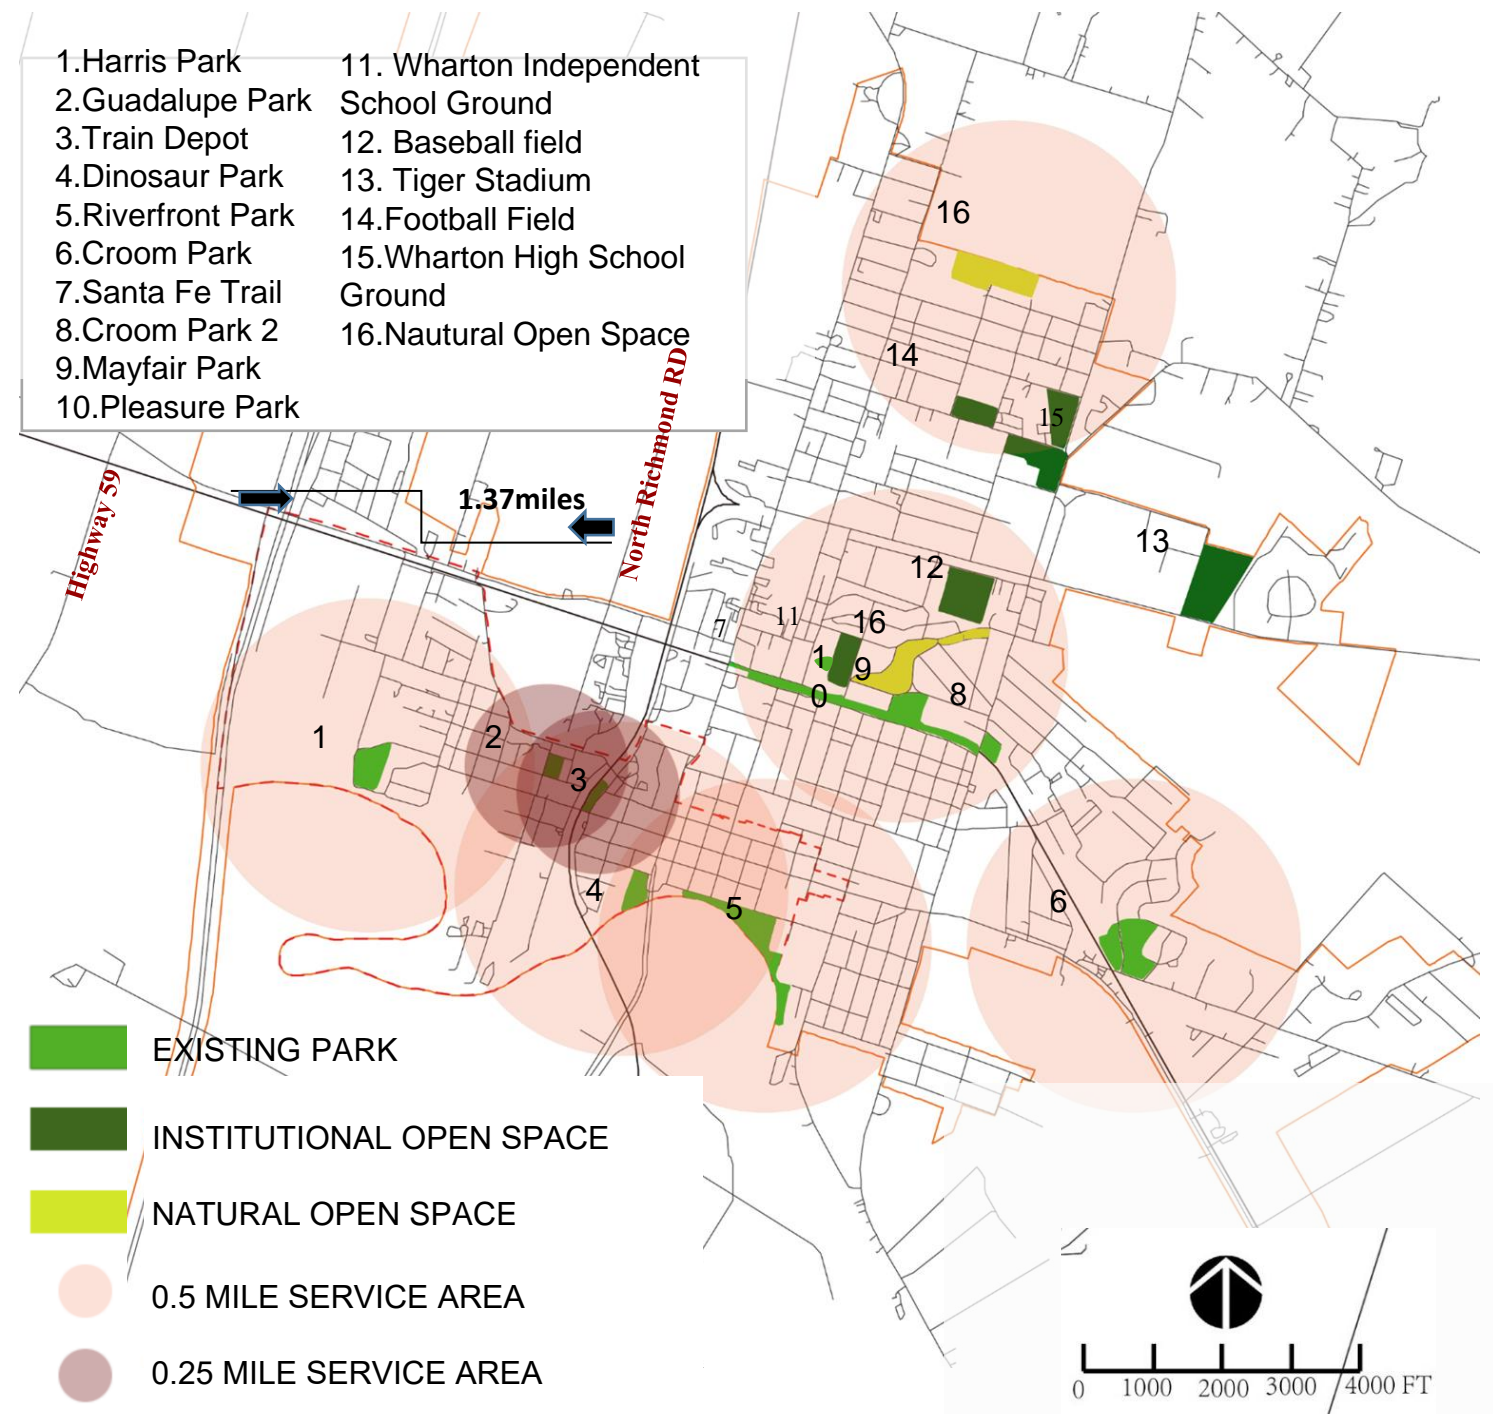 1.Harris Park
2.Guadalupe Park
3.Train Depot
4.Dinosaur Park
5.Riverfront Park
6.Croom Park
7.Santa Fe Trail
8.Croom Park 2
9.Mayfair Park
10.Pleasure Park
11. Wharton Independent
School Ground
12. Baseball field
13. Tiger Stadium
14.Football Field
15.Wharton High School
Ground
16.Nautural Open Space
16
14
15
Highway 59
1.37miles
North Richmond RD
13
12
7
11
16
1
0
9
8
1
2
3
4
5
6
EXISTING PARK
INSTITUTIONAL OPEN SPACE
NATURAL OPEN SPACE
0.5 MILE SERVICE AREA
0.25 MILE SERVICE AREA
0 1000 2000 3000 4000 FT